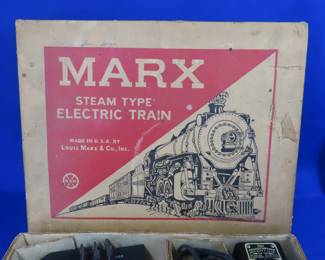 MARX
STEAM TYPE
ELECTRIC TRAIN
MADE IN U.S.A. BY
LOUIS MARX & CO., INC.